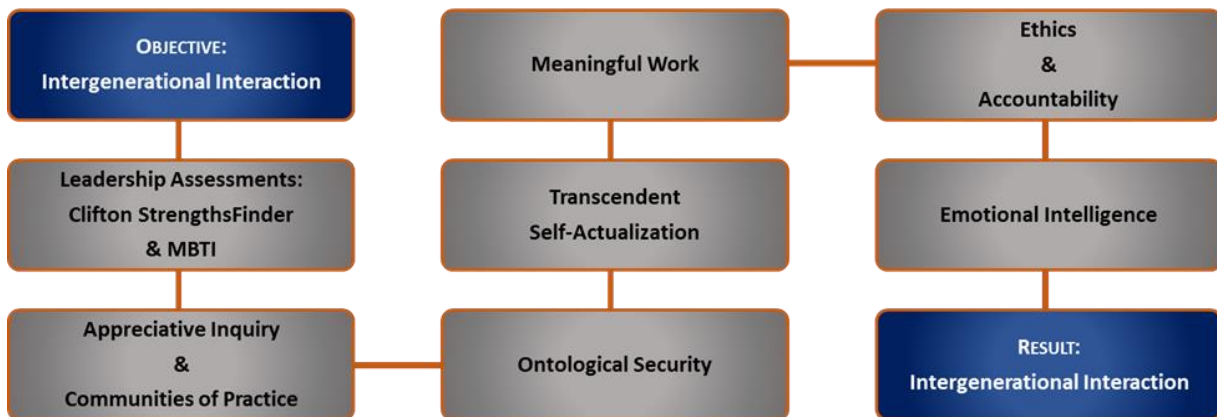 OBJECTIVE:
Intergenerational Interaction
Leadership Assessments:
Clifton StrengthsFinder
& MBTI
Appreciative Inquiry
&
Communities of Practice
Ontological Security
Transcendent
Self-Actualization
Meaningful Work
Ethics
&
Accountability
Emotional Intelligence
RESULT:
Intergenerational Interaction